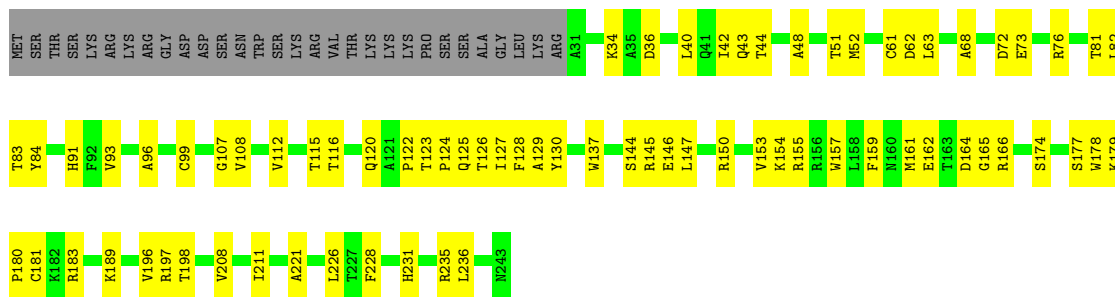 MET SER THR SER LYS ARG LYS ARG GLY ASP ASP SER ASN TRP SER LYS ARG VAL THR LYS LYS LYS PRO SER SER ALA GLY LEU LYS ARG A31 K34 A35 D36 L40 Q41 I42 Q43 T44 A48 T51 M52 C61 D62 L63 A68 D72 E73 R76 T81
T83 Y84 H91 F92 V93 A96 C99 G107 V108 V112 T115 T116 Q120 A121 P122 T123 P124 Q125 T126 I127 F128 A129 Y130 W137 S144 R145 E146 L147 R150 V153 K154 R155 R156 W157 L158 F159 N160 M161 E162 T163 D164 G165 R166 S174 S177 W178 K179
P180 C181 K182 R183 K189 V196 R197 T198 V208 I211 A221 L226 T227 F228 H231 R235 L236 N243